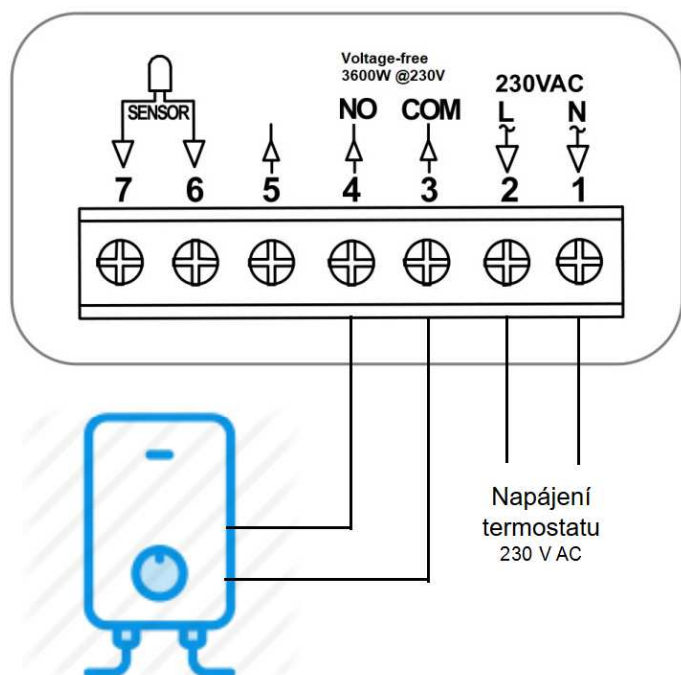 Voltage-free
3600W @230V
230VAC
SENSOR
NO COM L N
7 6 5 4 3 2 1
Napájení
termostatu
230 V AC